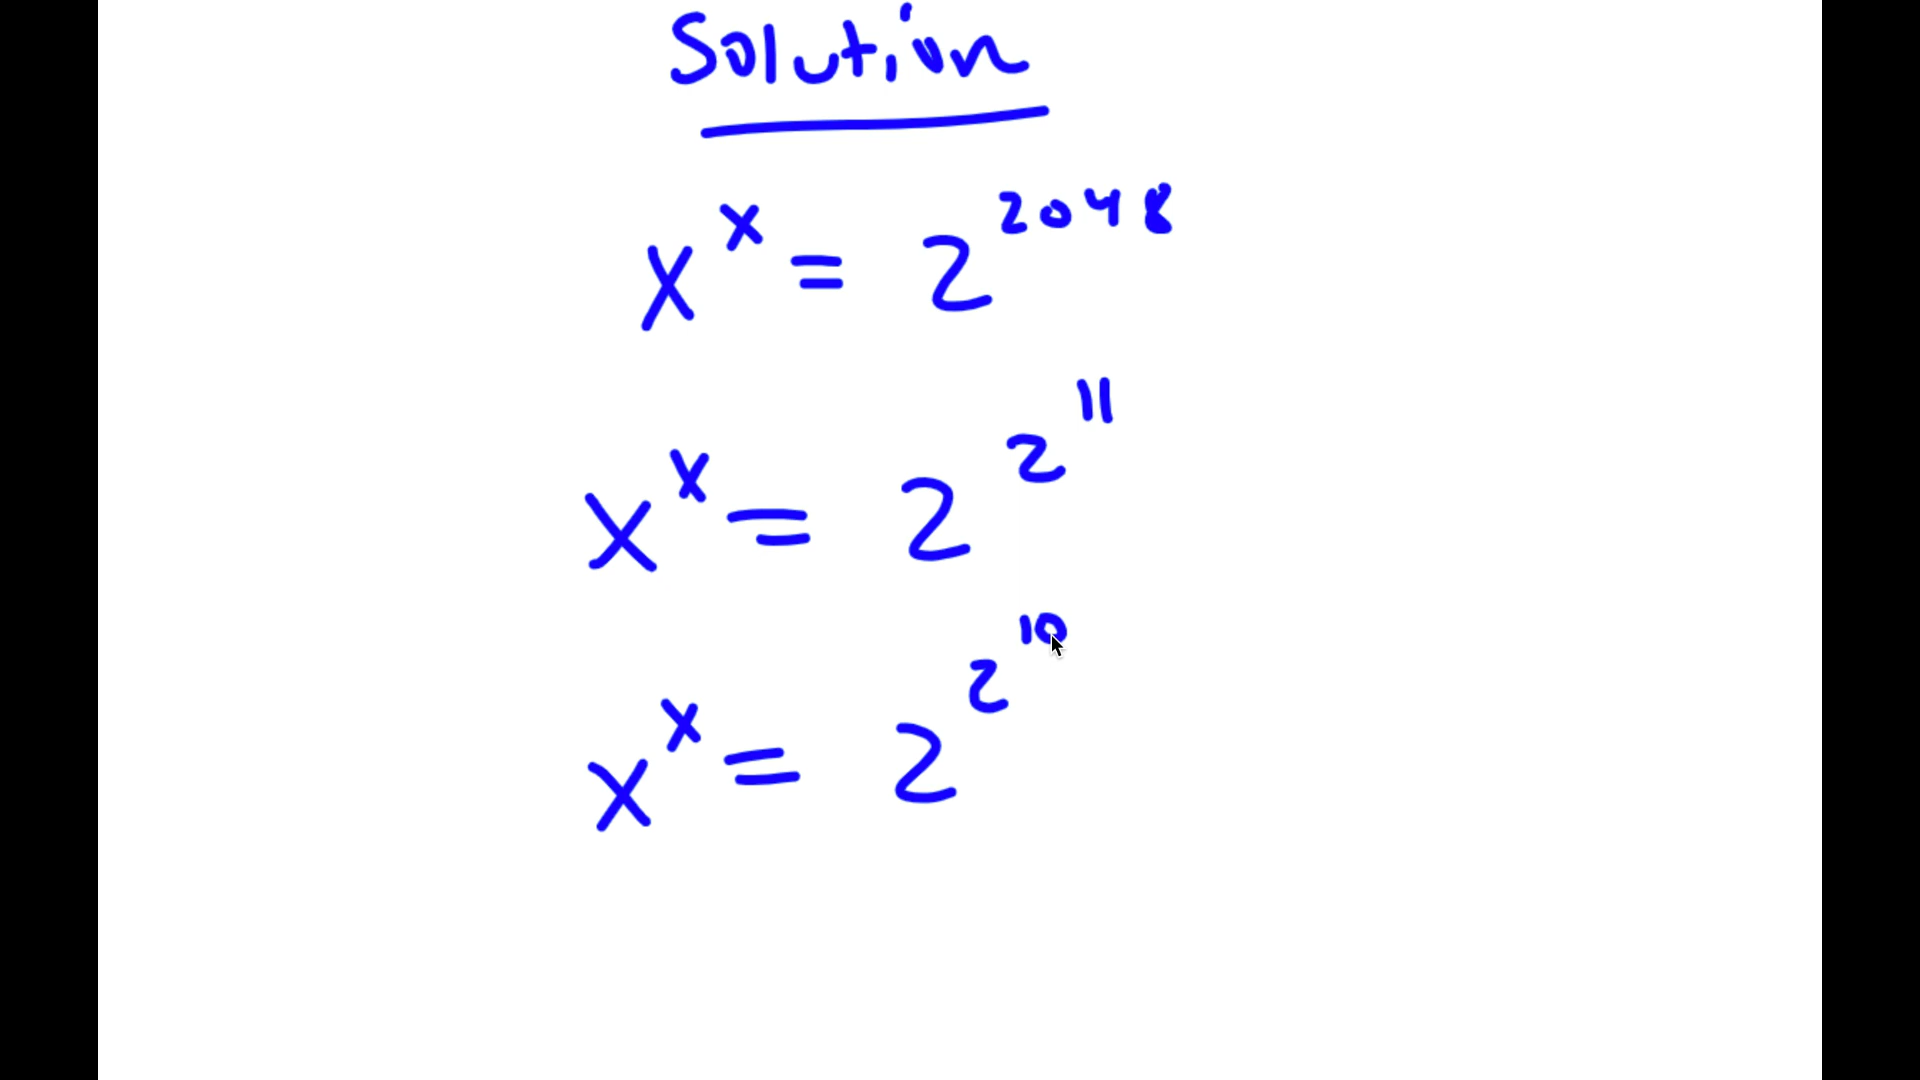 Solution
x^x = 2^2048
x^x = 2^2^11
x^x = 2^2^10